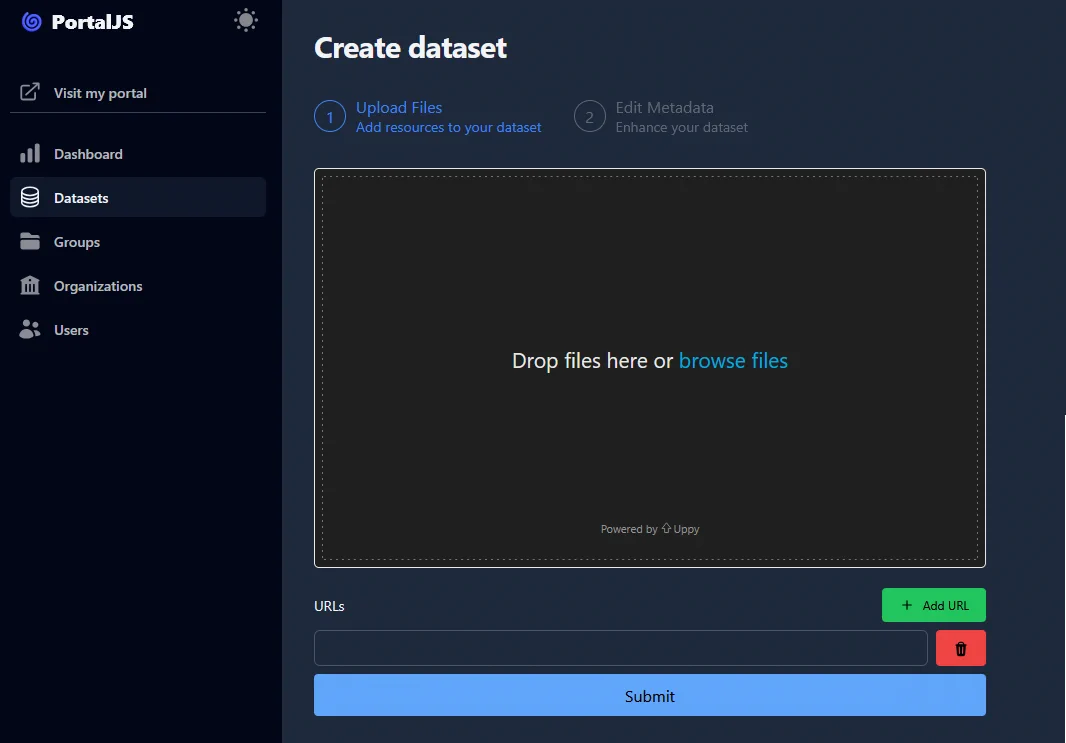 PortalJS
Visit my portal
Dashboard
Datasets
Groups
Organizations
Users
Create dataset
1
Upload Files
Add resources to your dataset
2
Edit Metadata
Enhance your dataset
Drop files here or browse files
Powered by Uppy
URLs
+ Add URL
Submit